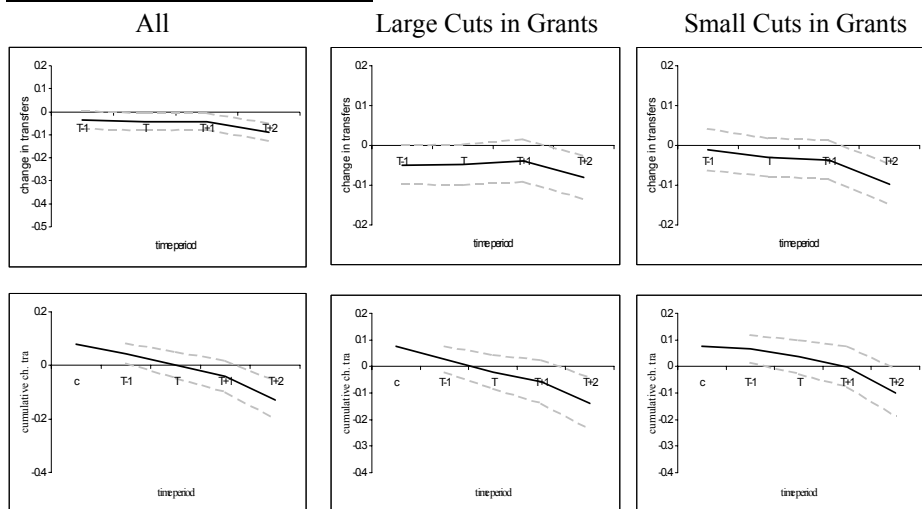 All
Large Cuts in Grants
Small Cuts in Grants
change in transfers
0.2
0.1
0
-0.1
-0.2
-0.3
-0.4
-0.5
T-1 T T+1 T+2
time period
change in transfers
0.2
0.1
0
-0.1
-0.2
T-1 T T+1 T+2
time period
change in transfers
0.2
0.1
0
-0.1
-0.2
T-1 T T+1 T+2
time period
cumulative ch. tra
0.2
0
-0.2
-0.4
c T-1 T T+1 T+2
time period
cumulative ch. tra
0.2
0.1
0
-0.1
-0.2
-0.3
-0.4
c T-1 T T+1 T+2
time period
cumulative ch. tra
0.2
0.1
0
-0.1
-0.2
-0.3
-0.4
c T-1 T T+1 T+2
time period